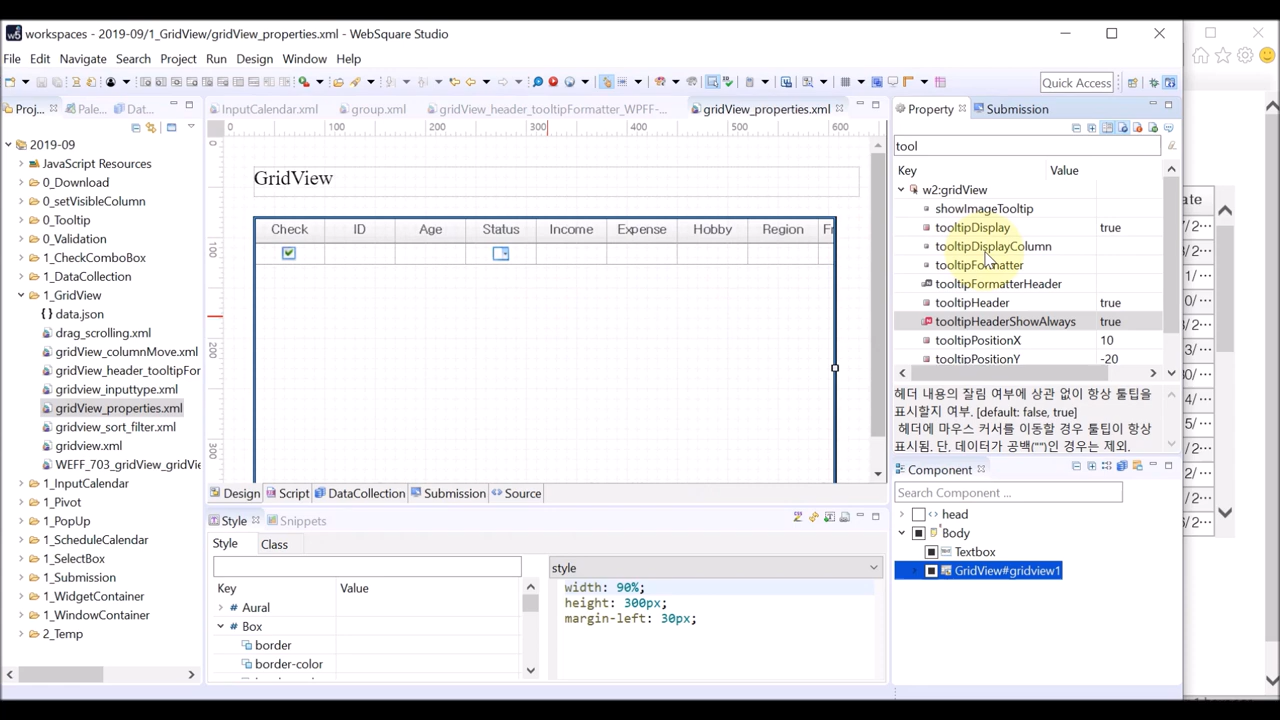 workspaces - 2019-09/1_GridView/gridView_properties.xml - WebSquare Studio
File Edit Navigate Search Project Run Design Window Help
Quick Access
Proj...
Pale...
Dat...
InputCalendar.xml
group.xml
gridView_header_tooltipFormatter_WPFF-...
gridView_properties.xml
Property
Submission
2019-09
JavaScript Resources
0_Download
0_setVisibleColumn
0_Tooltip
0_Validation
1_CheckComboBox
1_DataCollection
1_GridView
data.json
drag_scrolling.xml
gridView_columnMove.xml
gridView_header_tooltipFor
gridview_inputtype.xml
gridView_properties.xml
gridView_sort_filter.xml
gridview.xml
WEFF_703_gridView_gridVie
1_InputCalendar
1_Pivot
1_PopUp
1_ScheduleCalendar
1_SelectBox
1_Submission
1_WidgetContainer
1_WindowContainer
2_Temp
0 100 200 300 400 500 600
0
100
200
300
GridView
Check ID Age Status Income Expense Hobby Region Fr
Design Script DataCollection Submission Source
Style Snippets
Style Class
Key Value
# Aural
# Box
border
border-color
style
width: 90%;
height: 300px;
margin-left: 30px;
tool
Key Value
w2:gridView
showImageTooltip
tooltipDisplay true
tooltipDisplayColumn
tooltipFormatter
tooltipFormatterHeader
tooltipHeader true
tooltipHeaderShowAlways true
tooltipPositionX 10
tooltipPositionY -20
헤더 내용의 잘림 여부에 상관 없이 항상 툴팁을
표시할지 여부. [default: false, true]
헤더에 마우스 커서를 이동할 경우 툴팁이 항상
표시됨. 단. 데이터가 공백("")인 경우는 제외.
Component
Search Component ...
head
Body
Textbox
GridView#gridview1
ate